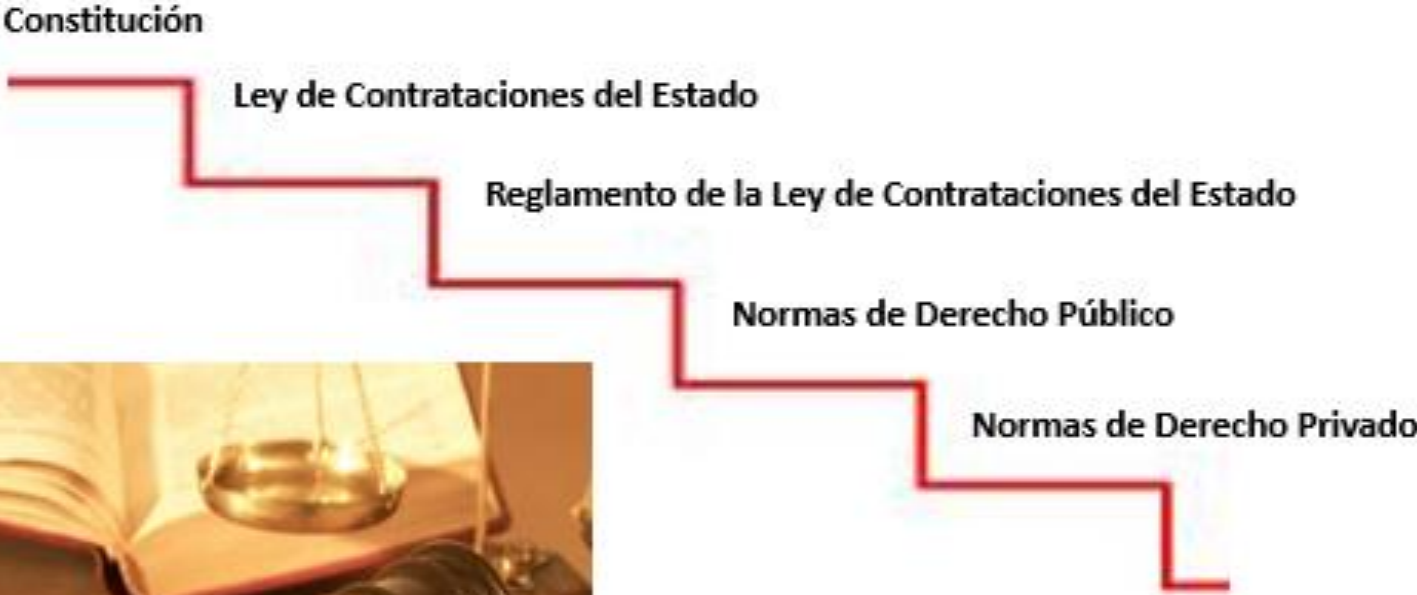 Constitución
Ley de Contrataciones del Estado
Reglamento de la Ley de Contrataciones del Estado
Normas de Derecho Público
Normas de Derecho Privado